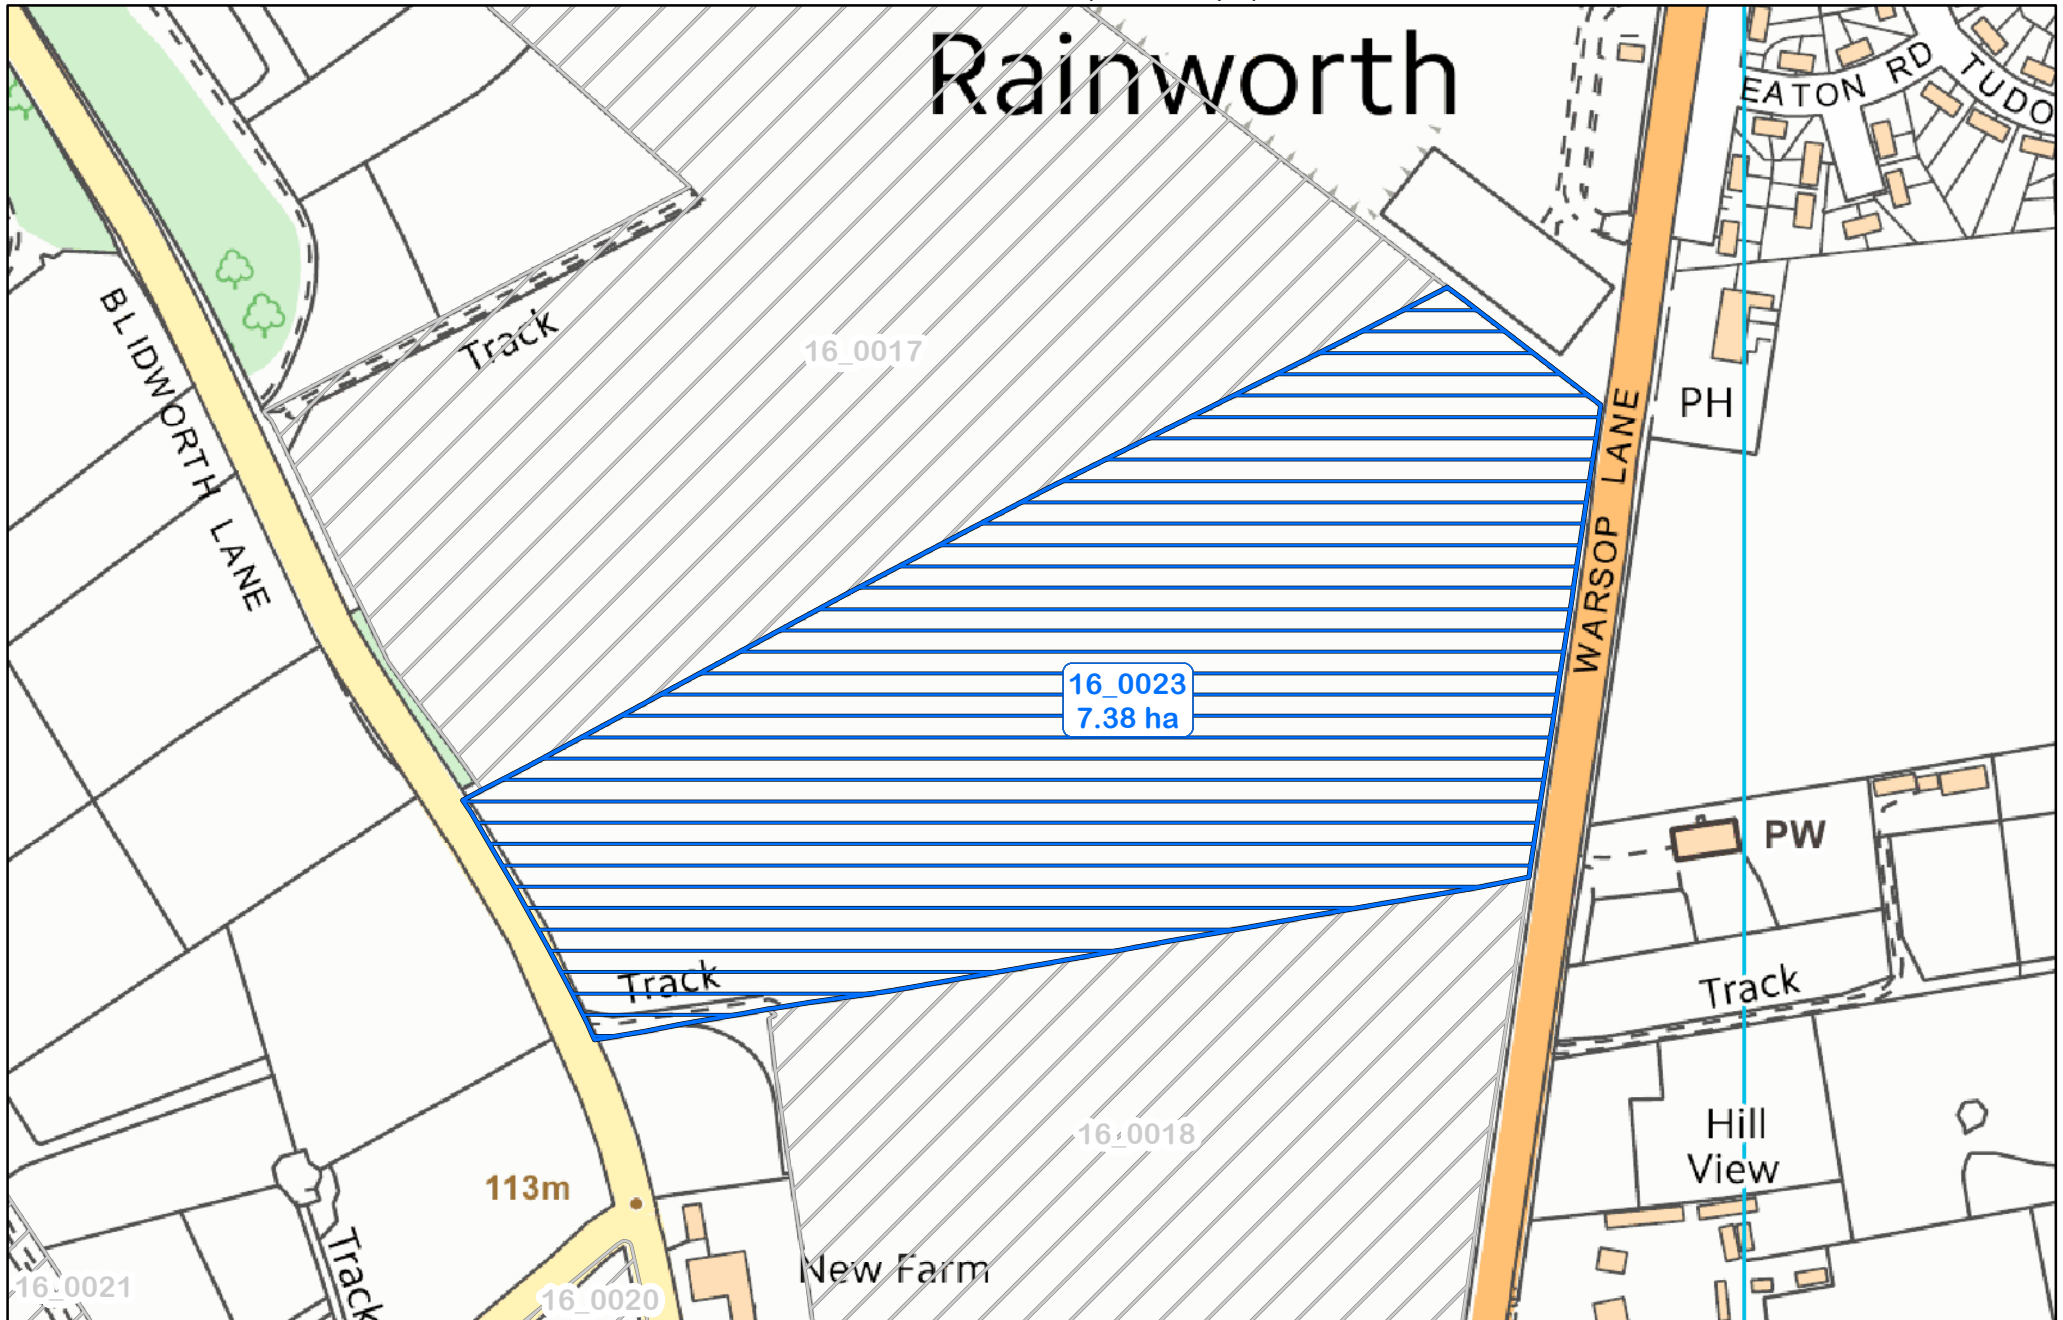 Rainworth
EATON RD
TUDO
BLIDWORTH LANE
Track
16_0017
PH
WARSOP LANE
16_0023
7.38 ha
PW
Track
Track
16_0018
Hill
View
113m
Track
New Farm
16_0021
16_0020